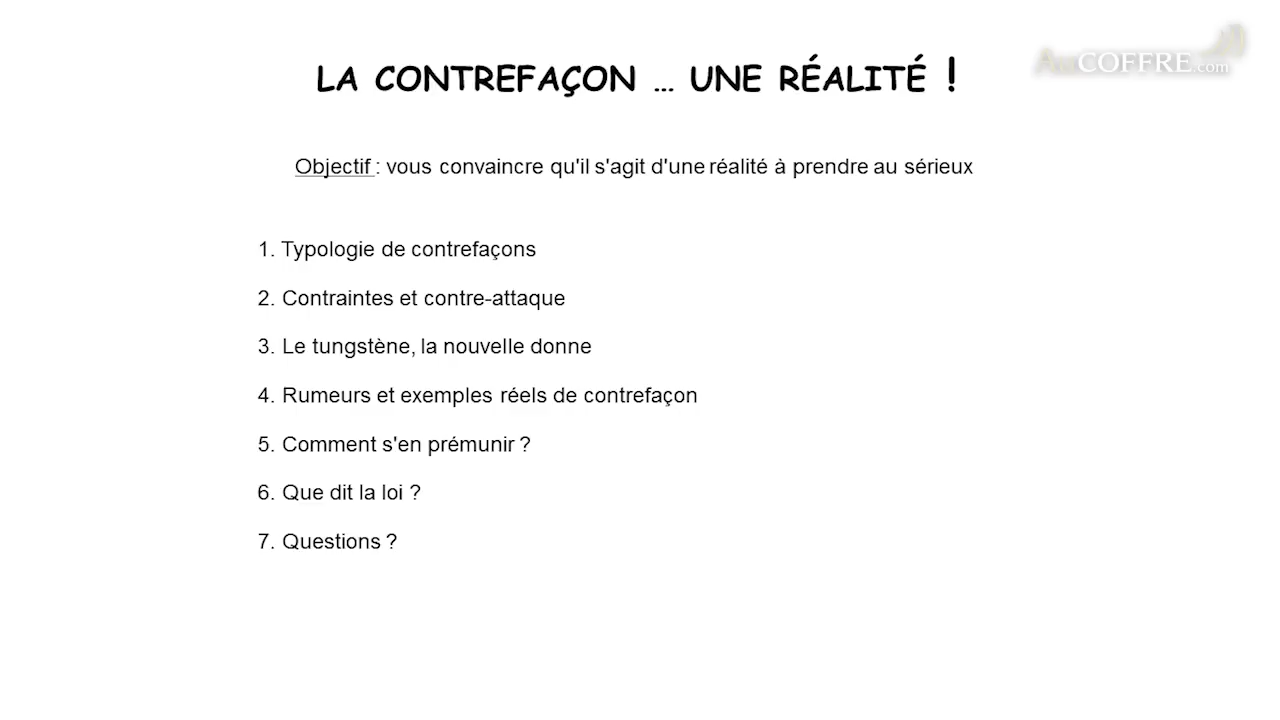 LA CONTREFAÇON ... UNE RÉALITÉ !
AuCOFFRE.com
Objectif : vous convaincre qu'il s'agit d'une réalité à prendre au sérieux
1. Typologie de contrefaçons
2. Contraintes et contre-attaque
3. Le tungstène, la nouvelle donne
4. Rumeurs et exemples réels de contrefaçon
5. Comment s'en prémunir ?
6. Que dit la loi ?
7. Questions ?